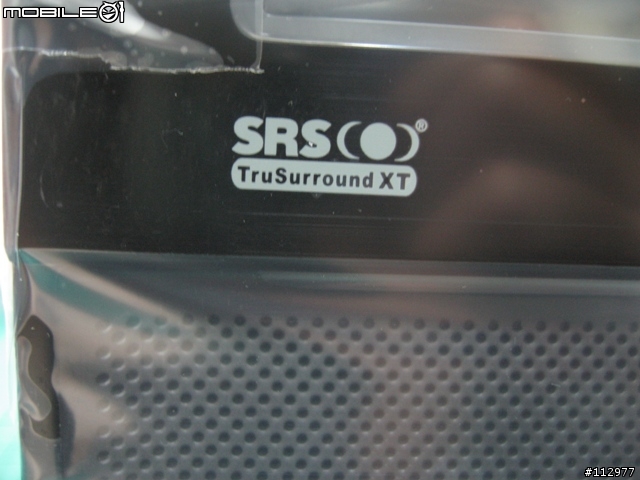 MOBILE01
SRS(●)®
TruSurround XT
#112977